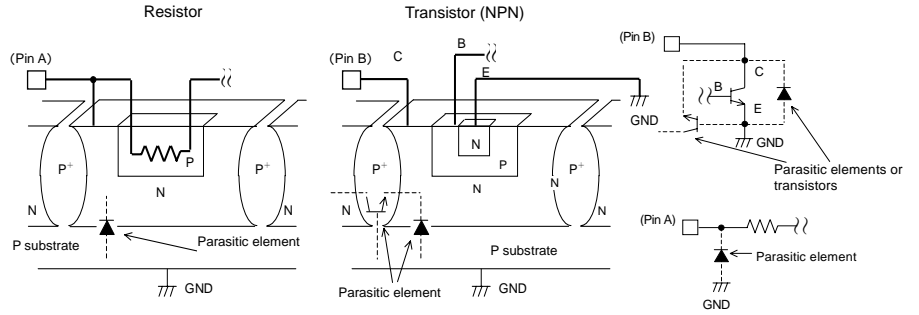 Resistor
(Pin A)
P+
P
P+
N
N
N
P substrate
Parasitic element
GND
Transistor (NPN)
(Pin B)
C
B
E
GND
P+
N
P
P+
N
N
N
N
P substrate
Parasitic element
GND
(Pin B)
C
B
E
GND
Parasitic elements or
transistors
(Pin A)
Parasitic element
GND